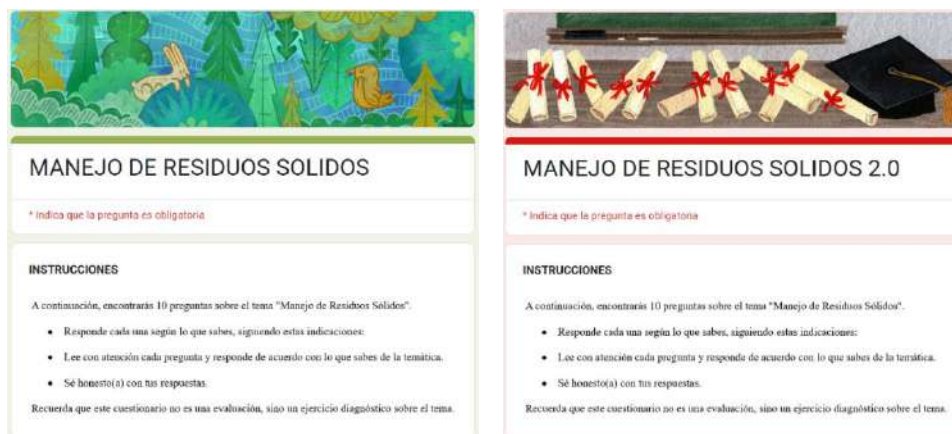 MANEJO DE RESIDUOS SOLIDOS
* Indica que la pregunta es obligatoria
INSTRUCCIONES
A continuación, encontrarás 10 preguntas sobre el tema "Manejo de Residuos Sólidos".
• Responde cada una según lo que sabes, siguiendo estas indicaciones:
• Lee con atención cada pregunta y responde de acuerdo con lo que sabes de la temática.
• Sé honesto(a) con tus respuestas.
Recuerda que este cuestionario no es una evaluación, sino un ejercicio diagnóstico sobre el tema.
MANEJO DE RESIDUOS SOLIDOS 2.0
* Indica que la pregunta es obligatoria
INSTRUCCIONES
A continuación, encontrarás 10 preguntas sobre el tema "Manejo de Residuos Sólidos".
• Responde cada una según lo que sabes, siguiendo estas indicaciones:
• Lee con atención cada pregunta y responde de acuerdo con lo que sabes de la temática.
• Sé honesto(a) con tus respuestas.
Recuerda que este cuestionario no es una evaluación, sino un ejercicio diagnóstico sobre el tema.